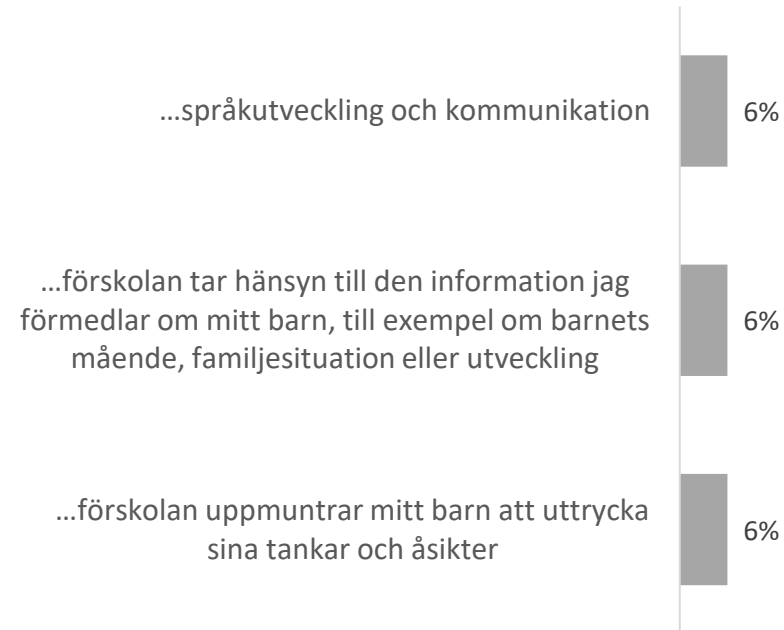 …språkutveckling och kommunikation
6%
…förskolan tar hänsyn till den information jag
förmedlar om mitt barn, till exempel om barnets
mående, familjesituation eller utveckling
6%
…förskolan uppmuntrar mitt barn att uttrycka
sina tankar och åsikter
6%